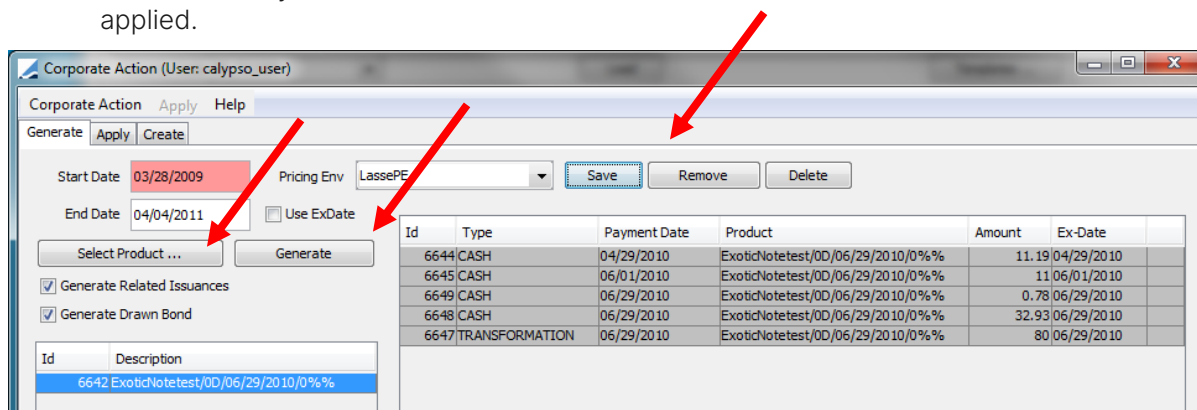 applied.
Corporate Action (User: calypso_user)
Corporate Action Apply Help
Generate Apply Create
Start Date 03/28/2009 Pricing Env LassePE Save Remove Delete
End Date 04/04/2011 Use ExDate
Select Product ... Generate
Generate Related Issuances
Generate Drawn Bond
Id Description
6642 ExoticNotetest/0D/06/29/2010/0%%
Id Type Payment Date Product Amount Ex-Date
6644 CASH 04/29/2010 ExoticNotetest/0D/06/29/2010/0%% 11.19 04/29/2010
6645 CASH 06/01/2010 ExoticNotetest/0D/06/29/2010/0%% 11 06/01/2010
6649 CASH 06/29/2010 ExoticNotetest/0D/06/29/2010/0%% 0.78 06/29/2010
6648 CASH 06/29/2010 ExoticNotetest/0D/06/29/2010/0%% 32.93 06/29/2010
6647 TRANSFORMATION 06/29/2010 ExoticNotetest/0D/06/29/2010/0%% 80 06/29/2010